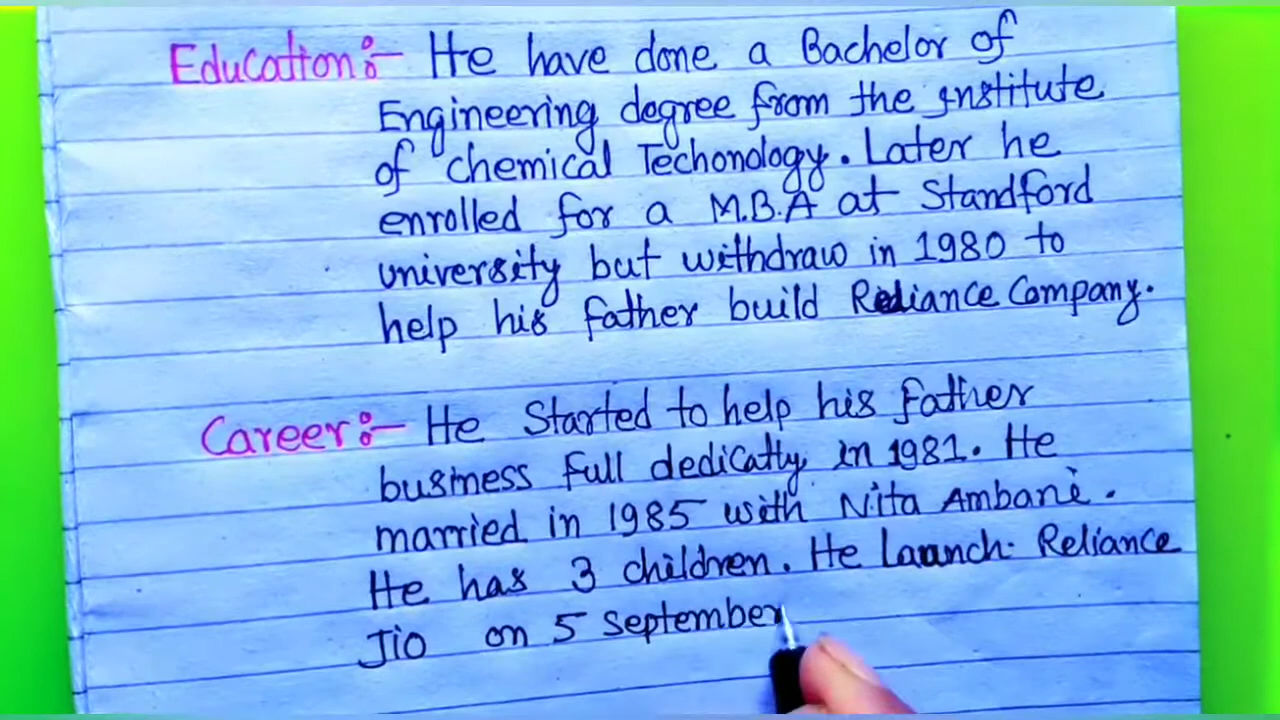 Education:- He have done a Bachelor of
Engineering degree from the institute
of chemical Techonology. Later he
enrolled for a M.B.A at Standford
university but withdraw in 1980 to
help his father build Reliance Company.
Career:- He Started to help his father
business full dedicatly in 1981. He
married in 1985 with Nita Ambani.
He has 3 children. He launch Reliance
Jio on 5 September